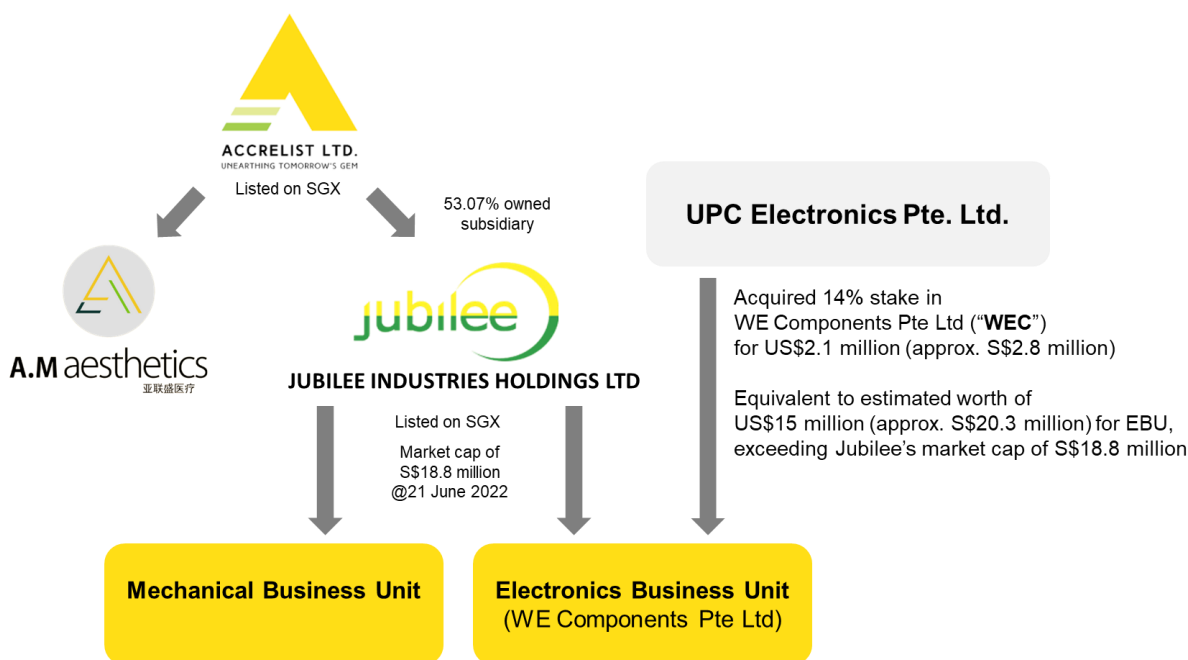 ACCRELIST LTD.
UNEARTHING TOMORROW'S GEM
Listed on SGX
53.07% owned
subsidiary
UPC Electronics Pte. Ltd.
A.M aesthetics
亚联盛医疗
jubilee
JUBILEE INDUSTRIES HOLDINGS LTD
Listed on SGX
Market cap of
S$18.8 million
@21 June 2022
Acquired 14% stake in
WE Components Pte Ltd (“WEC”)
for US$2.1 million (approx. S$2.8 million)
Equivalent to estimated worth of
US$15 million (approx. S$20.3 million) for EBU,
exceeding Jubilee’s market cap of S$18.8 million
Mechanical Business Unit
Electronics Business Unit
(WE Components Pte Ltd)